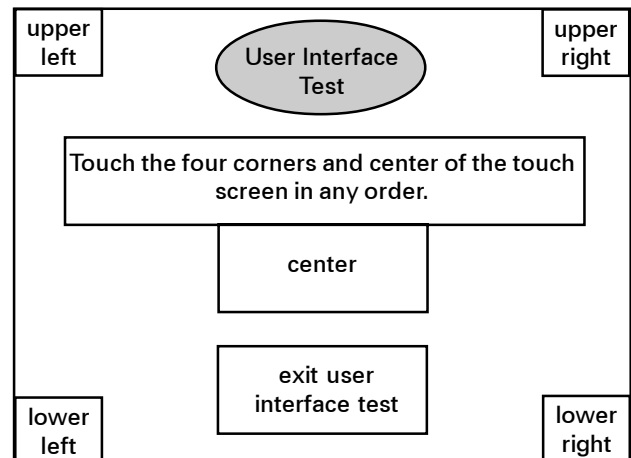 upper
left
User Interface
Test
upper
right
Touch the four corners and center of the touch
screen in any order.
center
exit user
interface test
lower
left
lower
right